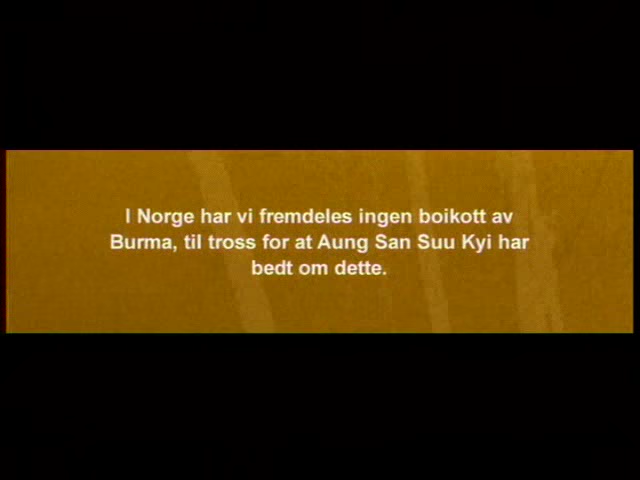 I Norge har vi fremdeles ingen boikott av
Burma, til tross for at Aung San Suu Kyi har
bedt om dette.